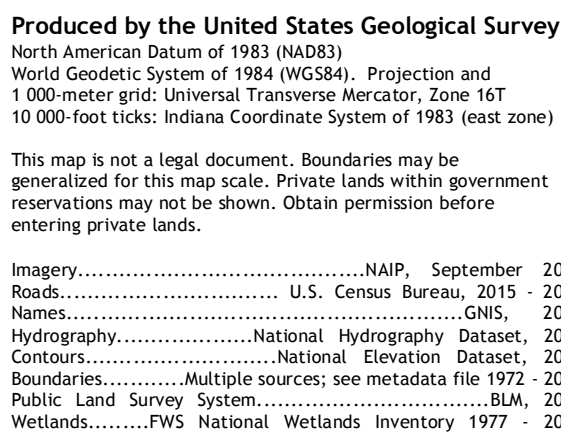 Produced by the United States Geological Survey
North American Datum of 1983 (NAD83)
World Geodetic System of 1984 (WGS84). Projection and
1 000-meter grid: Universal Transverse Mercator, Zone 16T
10 000-foot ticks: Indiana Coordinate System of 1983 (east zone)
This map is not a legal document. Boundaries may be
generalized for this map scale. Private lands within government
reservations may not be shown. Obtain permission before
entering private lands.
Imagery..........................................NAIP, September 20
Roads................................ U.S. Census Bureau, 2015 - 20
Names..........................................................GNIS, 20
Hydrography....................National Hydrography Dataset, 20
Contours............................National Elevation Dataset, 20
Boundaries............Multiple sources; see metadata file 1972 - 20
Public Land Survey System..................................BLM, 20
Wetlands.........FWS National Wetlands Inventory 1977 - 20